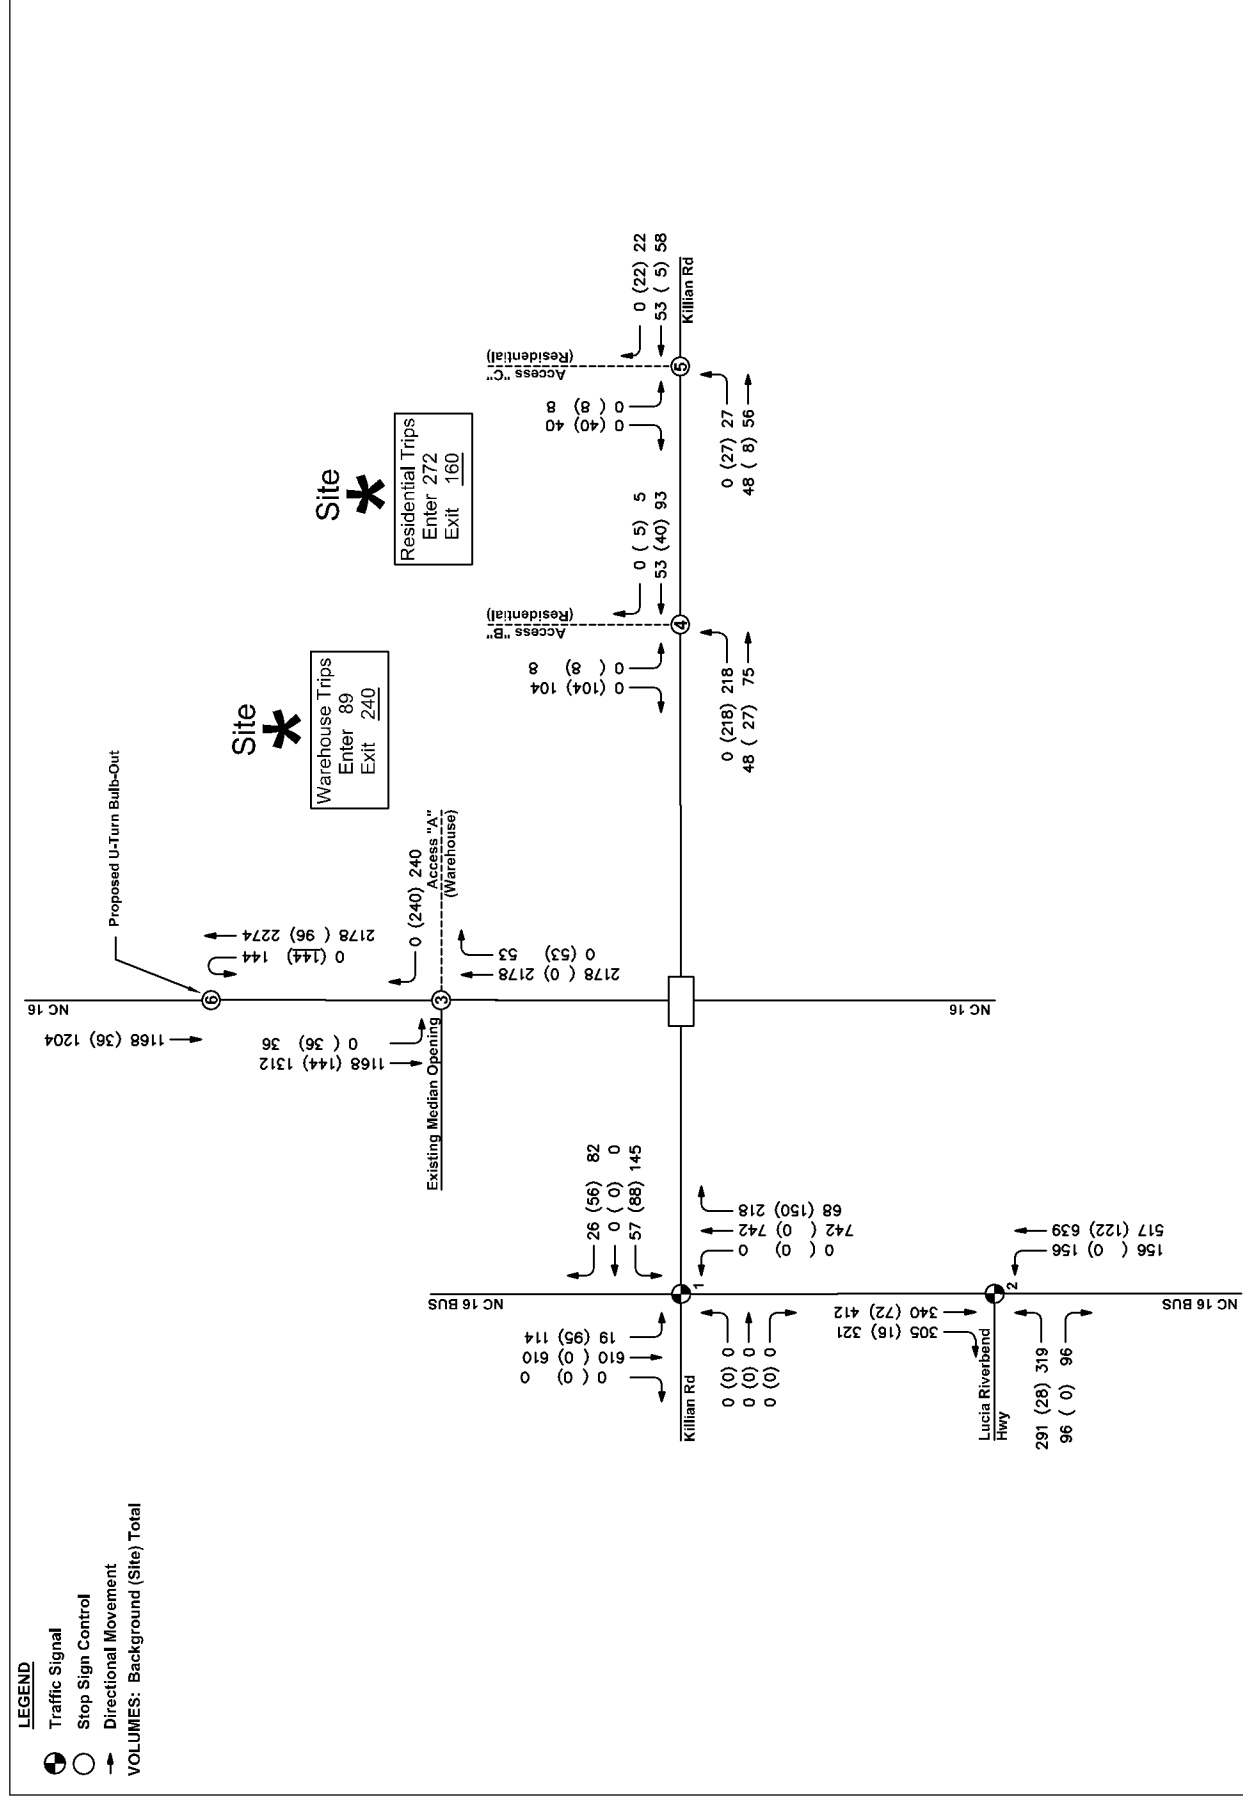 LEGEND
Traffic Signal
Stop Sign Control
Directional Movement
VOLUMES: Background (Site) Total
NC 16
1168 (36) 1204
6
Proposed U-Turn Bulb-Out
0 (144) 144
2178 ( 96) 2274
Site
Warehouse Trips
Enter 89
Exit 240
Site
Residential Trips
Enter 272
Exit 160
0 ( 36) 36
1168 (144) 1312
Existing Median Opening
3
0 (240) 240
Access "A"
(Warehouse)
0 (53) 53
2178 ( 0) 2178
NC 16
NC 16 BUS
26 (56) 82
0 ( 0) 0
57 (88) 145
19 (95) 114
610 ( 0) 610
0 ( 0) 0
Killian Rd
1
0 ( 0) 0
742 ( 0) 742
68 (150) 218
0 (0) 0
0 (0) 0
0 (0) 0
Access "B"
(Residential)
0 ( 8) 8
0 (104) 104
0 ( 5) 5
53 (40) 93
4
0 (218) 218
48 ( 27) 75
Access "C"
(Residential)
0 ( 8) 8
0 (40) 40
0 (22) 22
53 ( 5) 58
Killian Rd
5
0 (27) 27
48 ( 8) 56
340 (72) 412
305 (16) 321
Lucia Riverbend
Hwy
2
291 (28) 319
96 ( 0) 96
156 ( 0) 156
517 (122) 639
NC 16 BUS